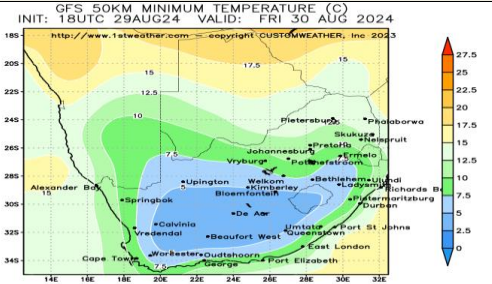 GFS 50KM MINIMUM TEMPERATURE (C)
INIT: 18UTC 29AUG24 VALID: FRI 30 AUG 2024
http://www.1stweather.com — copyright CUSTOMWEATHER, Inc 2023
18S
20S
22S
24S
26S
28S
30S
32S
34S
15
17.5
15
12.5
10
7.5
5
15
7.5
Pietersburg
Phalaborwa
Skukuza
Nelspruit
Pretoria
Johannesburg
Ermelo
Vryburg
Potchefstroom
Alexander Bay
Upington
Welkom
Bethlehem
Ulundi
Kimberley
Ladysmith
Bloemfontein
Richards B
Springbok
Pietermaritzburg
Durban
De Aar
Calvinia
Umtata
Port St Johns
Vredendal
Beaufort West
Queenstown
East London
Cape Town
Worcester
Oudtshoorn
George
Port Elizabeth
14E 16E 18E 20E 22E 24E 26E 28E 30E 32E
27.5
25
22.5
20
17.5
15
12.5
10
7.5
5
2.5
0